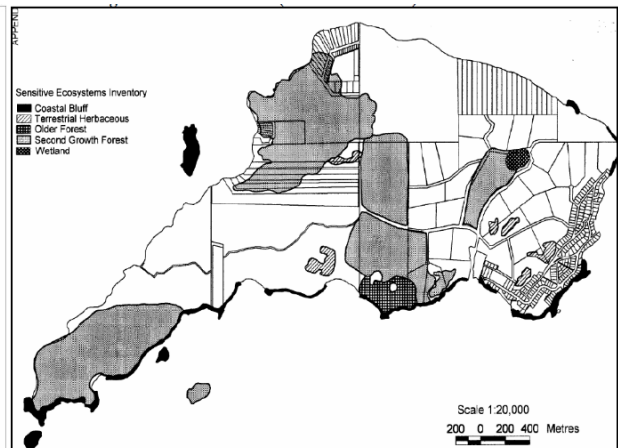 APPEND
Sensitive Ecosystems Inventory
Coastal Bluff
Terrestrial Herbaceous
Older Forest
Second Growth Forest
Wetland
Scale 1:20,000
200 0 200 400 Metres